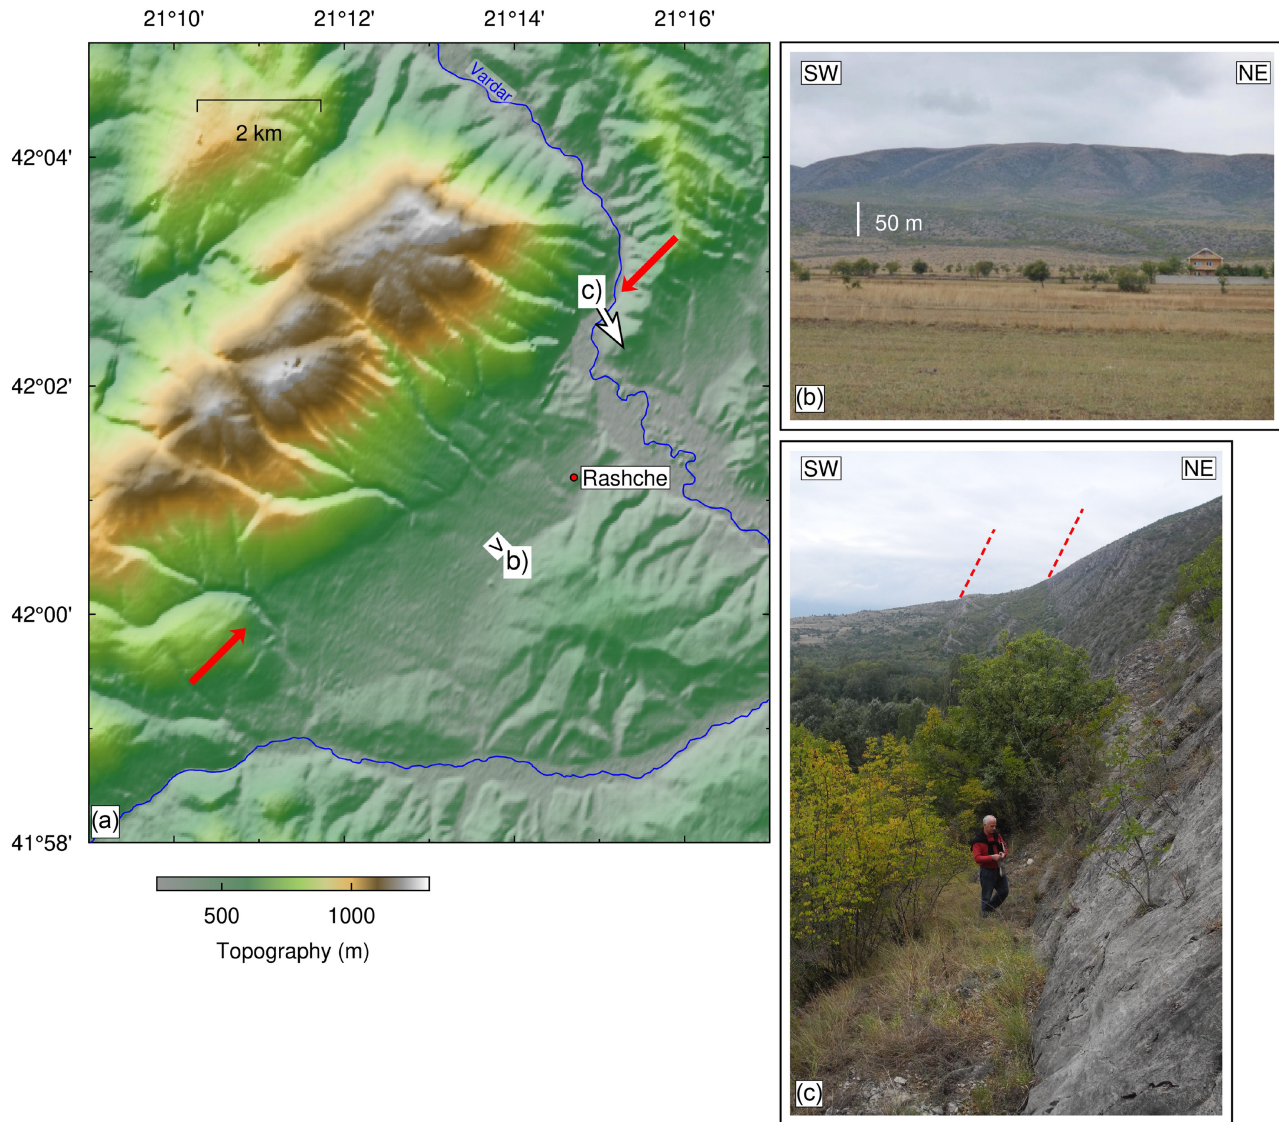 21°10' 21°12' 21°14' 21°16'
42°04'
42°02'
42°00'
41°58'
2 km
Vardar
c)
Rashche
b)
(a)
500 1000
Topography (m)
SW NE
50 m
(b)
SW NE
(c)